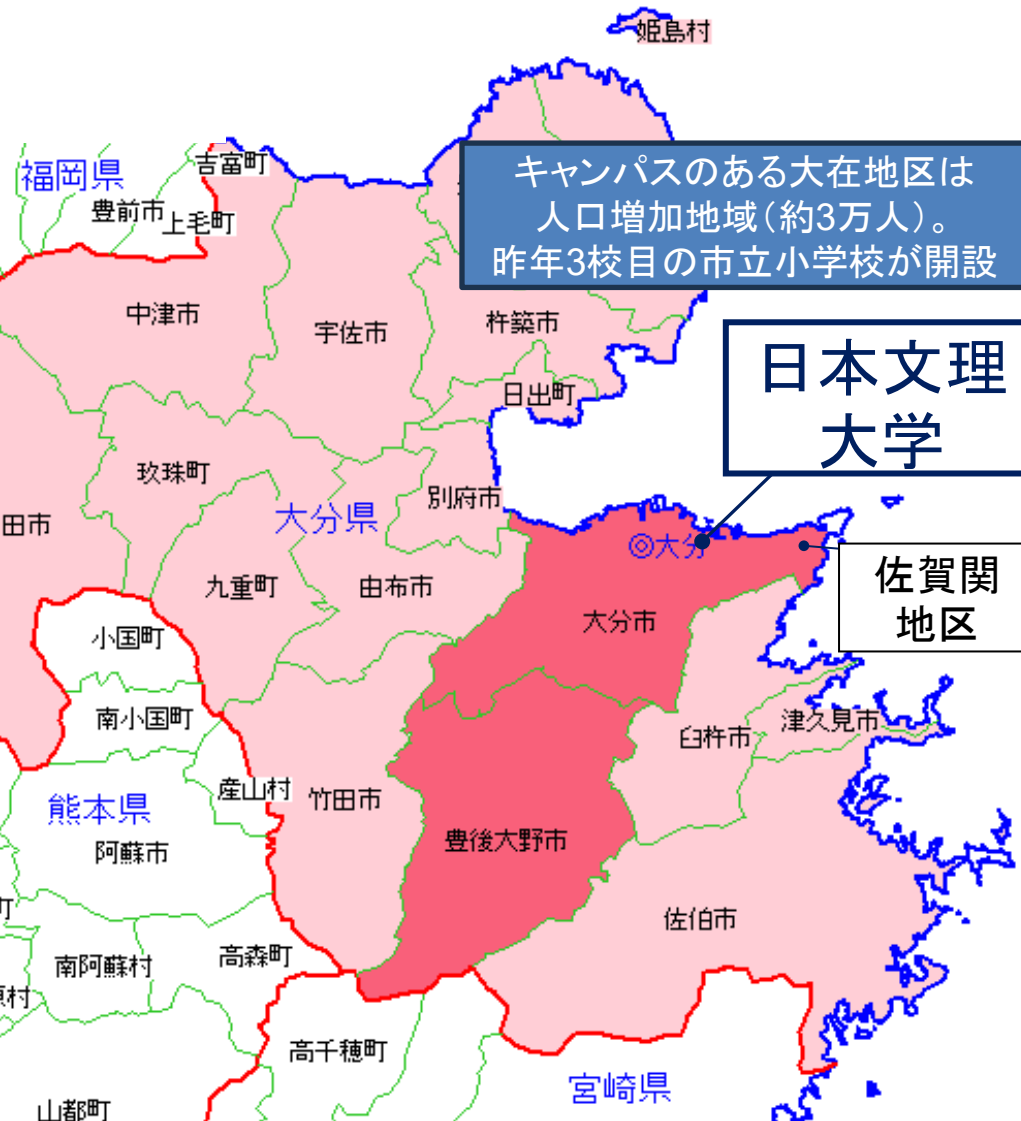 姫島村
吉富町
福岡県
豊前市
上毛町
キャンパスのある大在地区は
人口増加地域（約3万人）。
昨年3校目の市立小学校が開設
中津市
宇佐市
杵築市
日本文理
大学
日出町
玖珠町
別府市
大分県
田市
◎大分
佐賀関
地区
九重町
由布市
大分市
小国町
南小国町
臼杵市
津久見市
産山村
竹田市
熊本県
豊後大野市
阿蘇市
町
佐伯市
南阿蘇村
高森町
原村
高千穂町
宮崎県
山都町